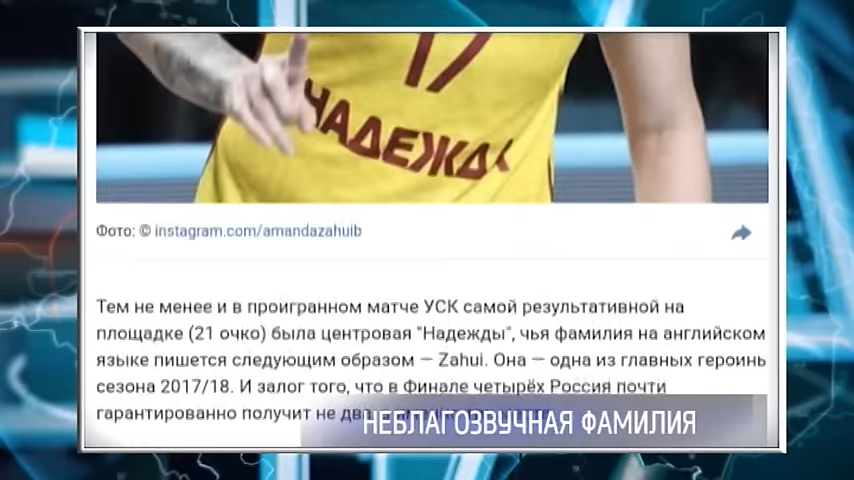 17
НАДЕЖДА
Фото: © instagram.com/amandazahuib
Тем не менее и в проигранном матче УСК самой результативной на
площадке (21 очко) была центровая "Надежды", чья фамилия на английском
языке пишется следующим образом — Zahui. Она — одна из главных героинь
сезона 2017/18. И залог того, что в Финале четырёх Россия почти
гарантированно получит не два,
НЕБЛАГОЗВУЧНАЯ ФАМИЛИЯ